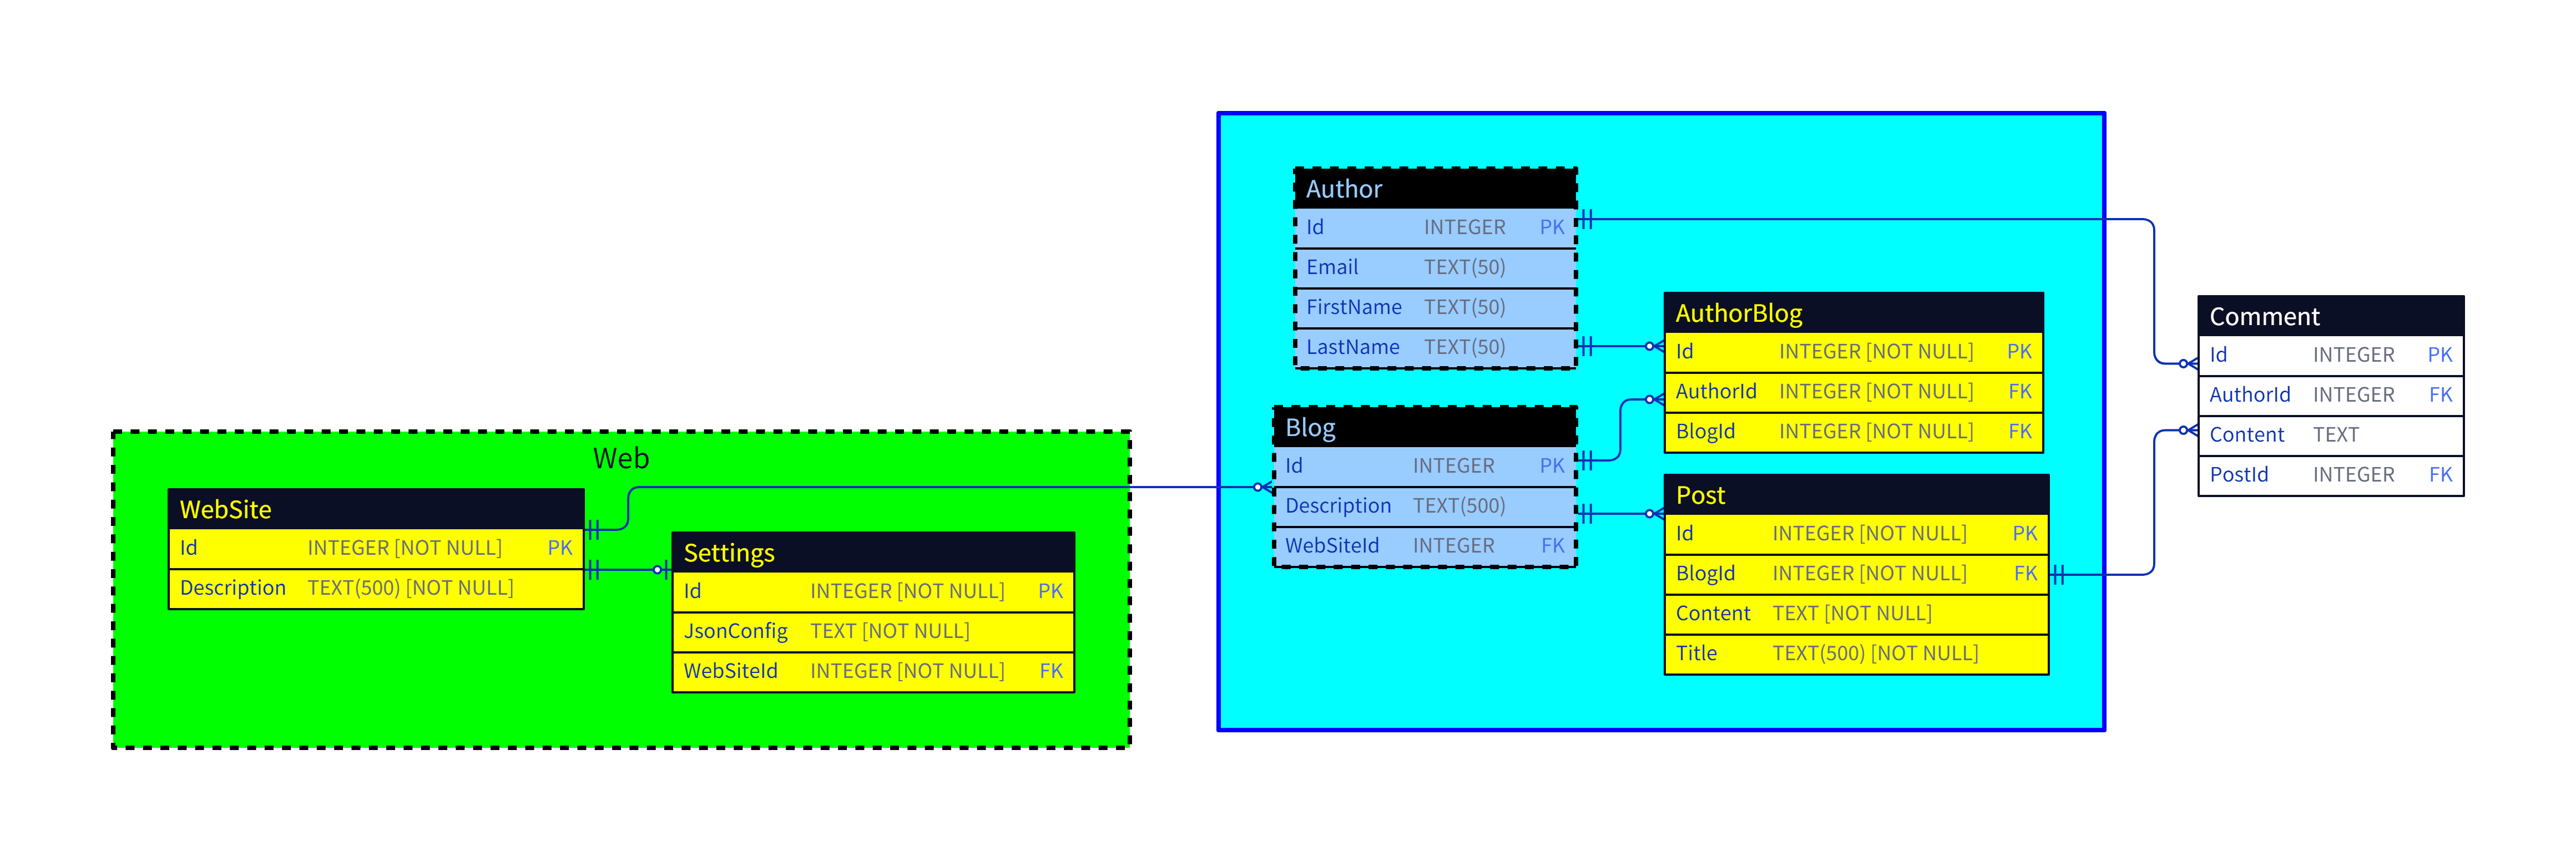 Web
WebSite
Id INTEGER [NOT NULL] PK
Description TEXT(500) [NOT NULL]
Settings
Id INTEGER [NOT NULL] PK
JsonConfig TEXT [NOT NULL]
WebSiteId INTEGER [NOT NULL] FK
Author
Id INTEGER PK
Email TEXT(50)
FirstName TEXT(50)
LastName TEXT(50)
Blog
Id INTEGER PK
Description TEXT(500)
WebSiteId INTEGER FK
AuthorBlog
Id INTEGER [NOT NULL] PK
AuthorId INTEGER [NOT NULL] FK
BlogId INTEGER [NOT NULL] FK
Post
Id INTEGER [NOT NULL] PK
BlogId INTEGER [NOT NULL] FK
Content TEXT [NOT NULL]
Title TEXT(500) [NOT NULL]
Comment
Id INTEGER PK
AuthorId INTEGER FK
Content TEXT
PostId INTEGER FK